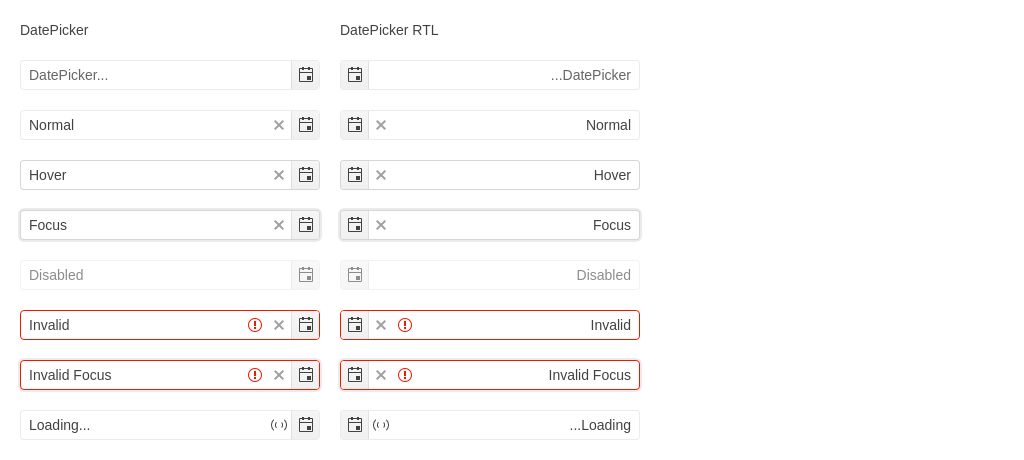 DatePicker
DatePicker RTL
DatePicker...
...DatePicker
Normal
Normal
Hover
Hover
Focus
Focus
Disabled
Disabled
Invalid
Invalid
Invalid Focus
Invalid Focus
Loading...
...Loading